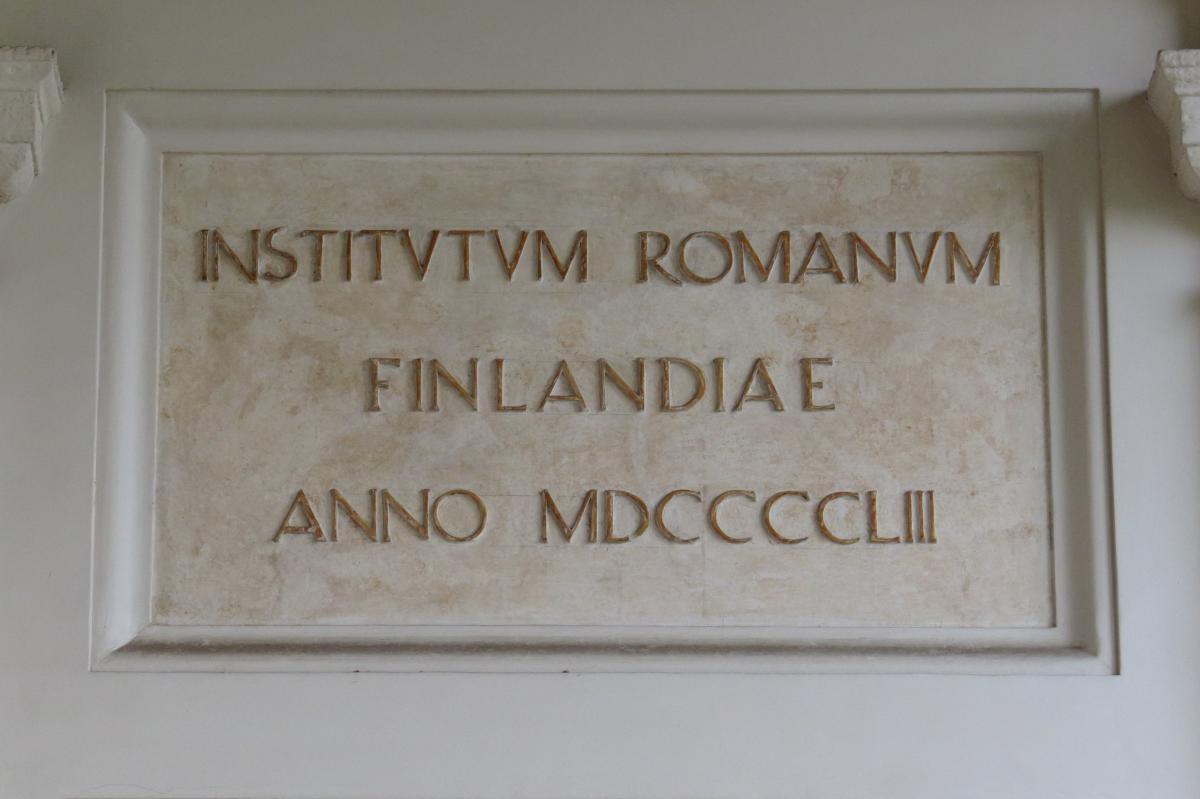 INSTITVTVM ROMANVM
FINLANDIAE
ANNO MDCCCCLIII